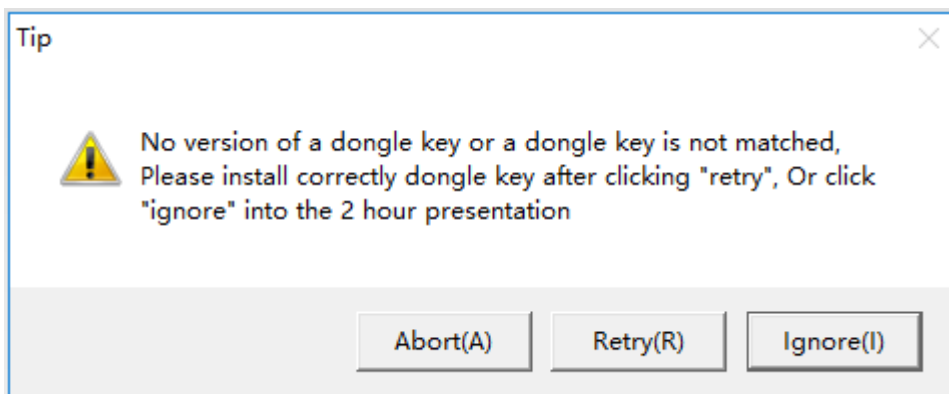 Tip
No version of a dongle key or a dongle key is not matched,
Please install correctly dongle key after clicking "retry", Or click
"ignore" into the 2 hour presentation
Abort(A)
Retry(R)
Ignore(I)